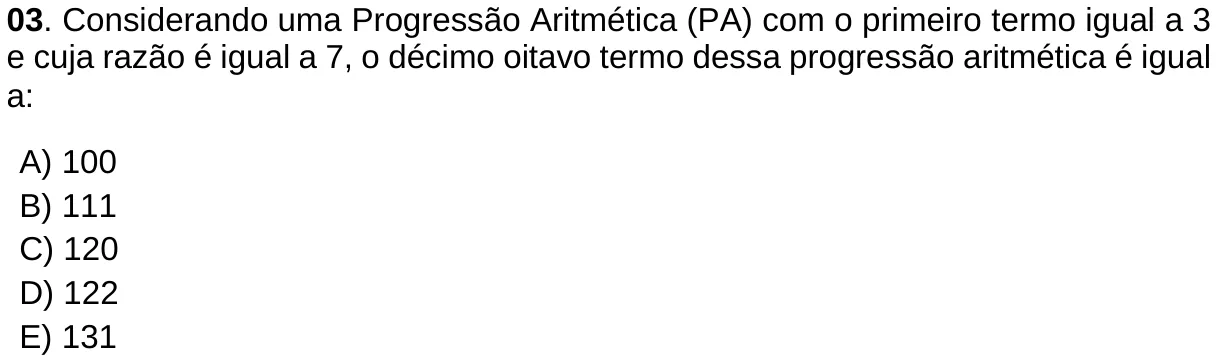 03. Considerando uma Progressão Aritmética (PA) com o primeiro termo igual a 3
e cuja razão é igual a 7, o décimo oitavo termo dessa progressão aritmética é igual
a:
A) 100
B) 111
C) 120
D) 122
E) 131